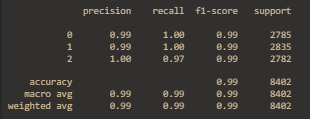 precision recall f1-score support
0 0.99 1.00 0.99 2785
1 0.99 1.00 0.99 2835
2 1.00 0.97 0.99 2782
accuracy 0.99 8402
macro avg 0.99 0.99 0.99 8402
weighted avg 0.99 0.99 0.99 8402